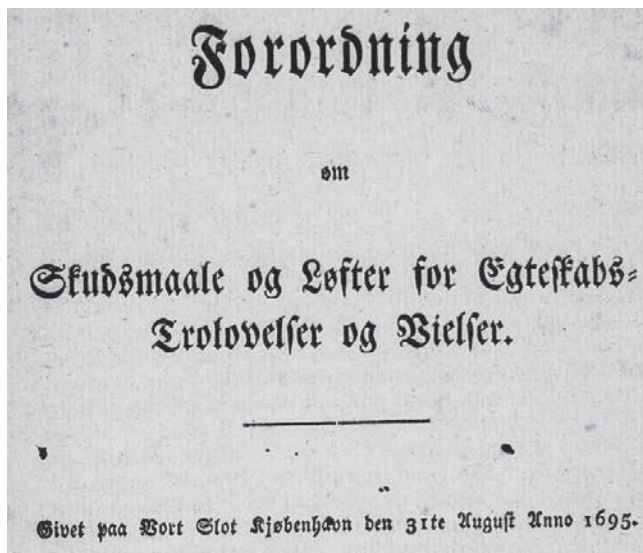 Forordning
om
Skudsmaale og Løfter for Egteskabs-
Trolovelser og Vielser.
Givet paa Vort Slot Kjøbenhavn den 31te August Anno 1695.